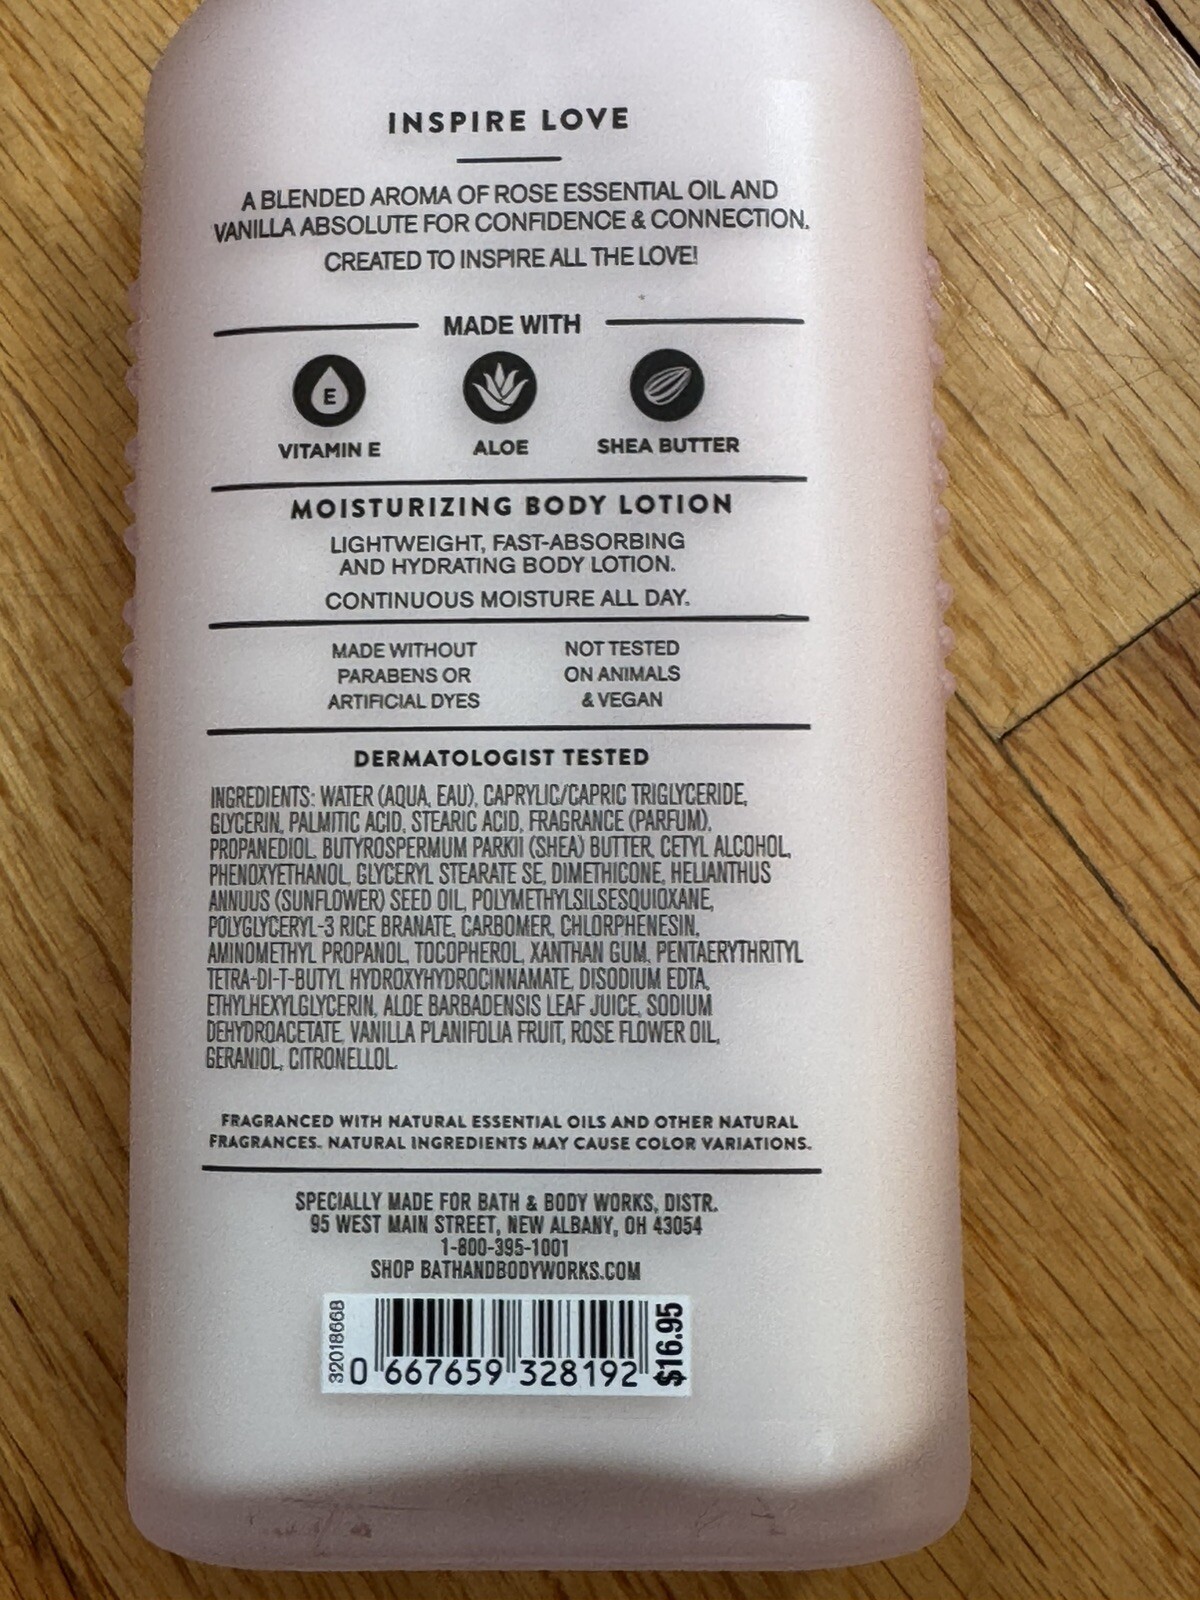 INSPIRE LOVE
A BLENDED AROMA OF ROSE ESSENTIAL OIL AND
VANILLA ABSOLUTE FOR CONFIDENCE & CONNECTION.
CREATED TO INSPIRE ALL THE LOVE!
MADE WITH
E
VITAMIN E ALOE SHEA BUTTER
MOISTURIZING BODY LOTION
LIGHTWEIGHT, FAST-ABSORBING
AND HYDRATING BODY LOTION.
CONTINUOUS MOISTURE ALL DAY.
MADE WITHOUT
PARABENS OR
ARTIFICIAL DYES
NOT TESTED
ON ANIMALS
& VEGAN
DERMATOLOGIST TESTED
INGREDIENTS: WATER (AQUA, EAU), CAPRYLIC/CAPRIC TRIGLYCERIDE,
GLYCERIN, PALMITIC ACID, STEARIC ACID, FRAGRANCE (PARFUM),
PROPANEDIOL, BUTYROSPERMUM PARKII (SHEA) BUTTER, CETYL ALCOHOL,
PHENOXYETHANOL, GLYCERYL STEARATE SE, DIMETHICONE, HELIANTHUS
ANNUUS (SUNFLOWER) SEED OIL, POLYMETHYLSILSESQUIOXANE,
POLYGLYCERYL-3 RICE BRANATE, CARBOMER, CHLORPHENESIN,
AMINOMETHYL PROPANOL, TOCOPHEROL, XANTHAN GUM, PENTAERYTHRITYL
TETRA-DI-T-BUTYL HYDROXYHYDROCINNAMATE, DISODIUM EDTA,
ETHYLHEXYLGLYCERIN, ALOE BARBADENSIS LEAF JUICE, SODIUM
DEHYDROACETATE, VANILLA PLANIFOLIA FRUIT, ROSE FLOWER OIL,
GERANIOL, CITRONELLOL.
FRAGRANCED WITH NATURAL ESSENTIAL OILS AND OTHER NATURAL
FRAGRANCES. NATURAL INGREDIENTS MAY CAUSE COLOR VARIATIONS.
SPECIALLY MADE FOR BATH & BODY WORKS, DISTR.
95 WEST MAIN STREET, NEW ALBANY, OH 43054
1-800-395-1001
SHOP BATHANDBODYWORKS.COM
32018668
0 667659 328192
$16.95